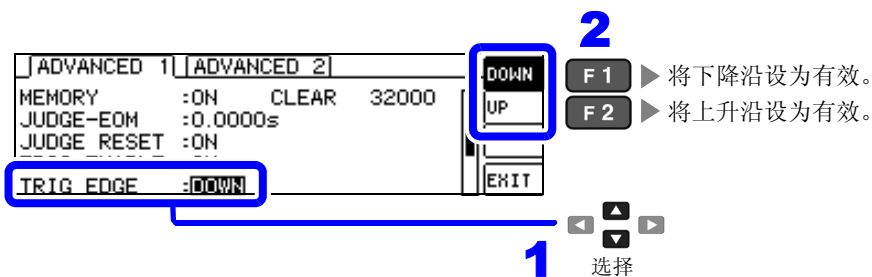 2
ADVANCED 1 ADVANCED 2
MEMORY :ON CLEAR 32000
JUDGE-EOM :0.0000s
JUDGE RESET :ON
TRIG EDGE :DOWN
DOWN
UP
EXIT
F 1 ▶ 将下降沿设为有效。
F 2 ▶ 将上升沿设为有效。
1
选择